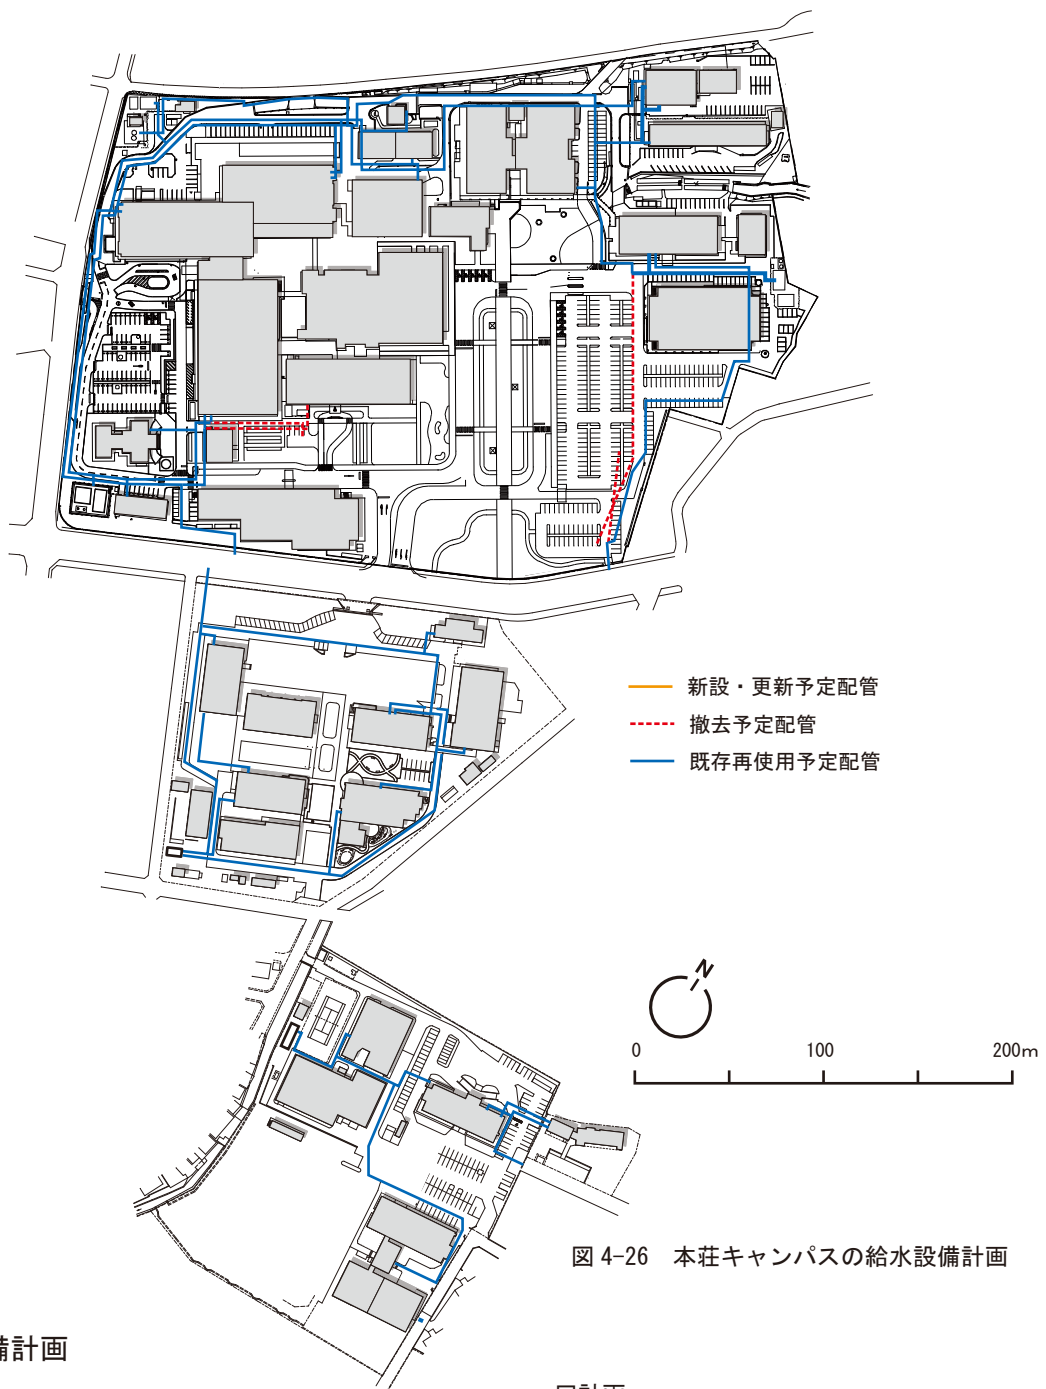 新設・更新予定配管
撤去予定配管
既存再使用予定配管
N
0 100 200m
図 4-26 本荘キャンパスの給水設備計画
備計画